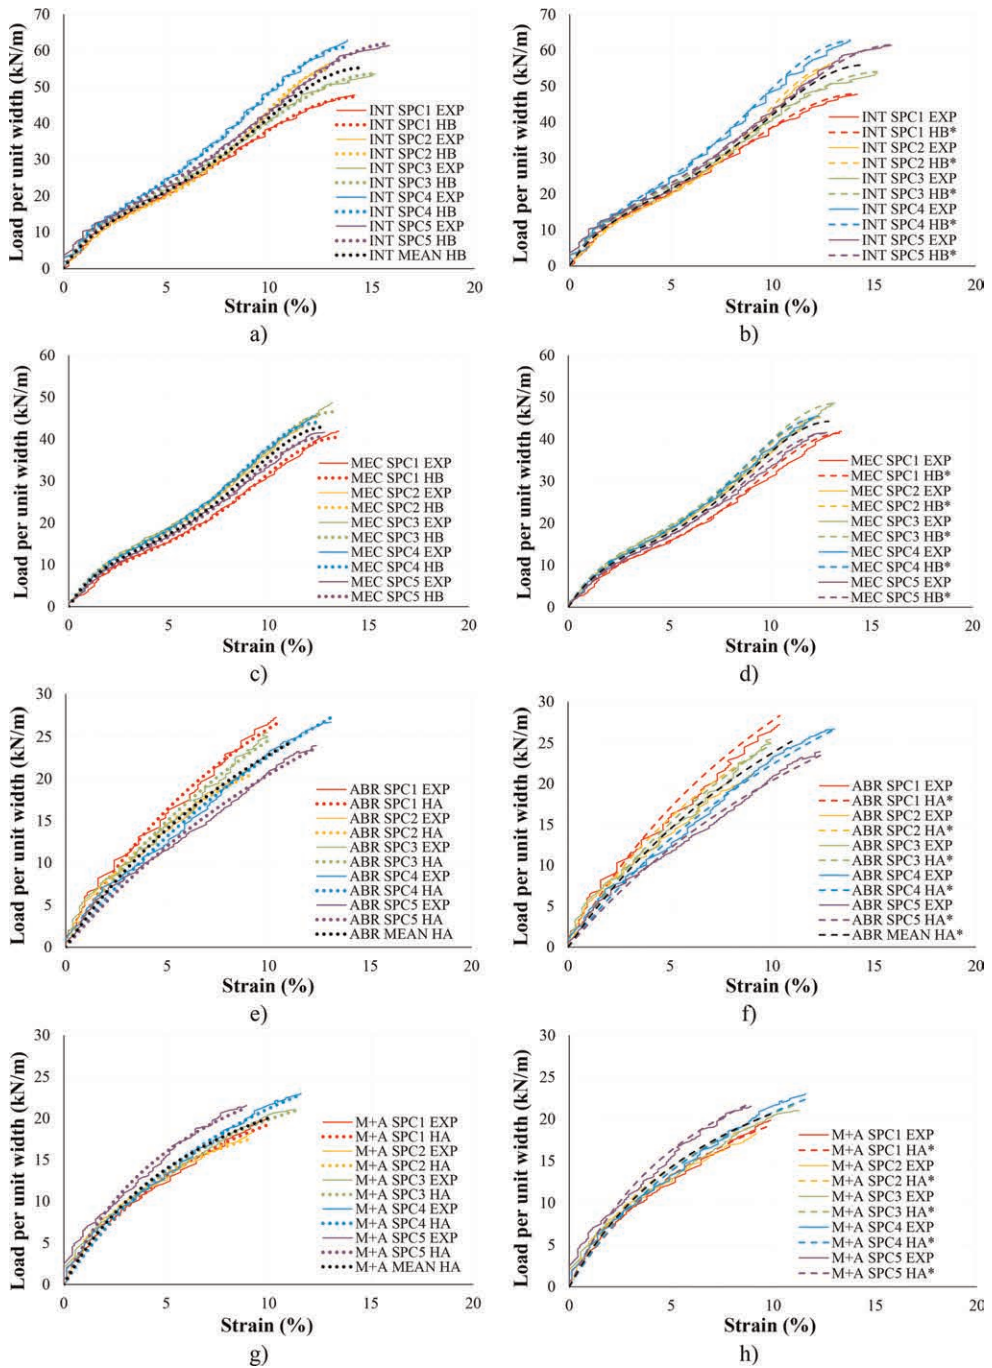 Load per unit width (kN/m)
70
60
50
40
30
20
10
0
INT SPC1 EXP
INT SPC1 HB
INT SPC2 EXP
INT SPC2 HB
INT SPC3 EXP
INT SPC3 HB
INT SPC4 EXP
INT SPC4 HB
INT SPC5 EXP
INT SPC5 HB
INT MEAN HB
0 5 10 15 20
Strain (%)
a)
Load per unit width (kN/m)
70
60
50
40
30
20
10
0
INT SPC1 EXP
INT SPC1 HB*
INT SPC2 EXP
INT SPC2 HB*
INT SPC3 EXP
INT SPC3 HB*
INT SPC4 EXP
INT SPC4 HB*
INT SPC5 EXP
INT SPC5 HB*
0 5 10 15 20
Strain (%)
b)
Load per unit width (kN/m)
60
50
40
30
20
10
0
MEC SPC1 EXP
MEC SPC1 HB
MEC SPC2 EXP
MEC SPC2 HB
MEC SPC3 EXP
MEC SPC3 HB
MEC SPC4 EXP
MEC SPC4 HB
MEC SPC5 EXP
MEC SPC5 HB
0 5 10 15 20
Strain (%)
c)
Load per unit width (kN/m)
60
50
40
30
20
10
0
MEC SPC1 EXP
MEC SPC1 HB*
MEC SPC2 EXP
MEC SPC2 HB*
MEC SPC3 EXP
MEC SPC3 HB*
MEC SPC4 EXP
MEC SPC4 HB*
MEC SPC5 EXP
MEC SPC5 HB*
0 5 10 15 20
Strain (%)
d)
Load per unit width (kN/m)
30
25
20
15
10
5
0
ABR SPC1 EXP
ABR SPC1 HA
ABR SPC2 EXP
ABR SPC2 HA
ABR SPC3 EXP
ABR SPC3 HA
ABR SPC4 EXP
ABR SPC4 HA
ABR SPC5 EXP
ABR SPC5 HA
ABR MEAN HA
0 5 10 15 20
Strain (%)
e)
Load per unit width (kN/m)
30
25
20
15
10
5
0
ABR SPC1 EXP
ABR SPC1 HA*
ABR SPC2 EXP
ABR SPC2 HA*
ABR SPC3 EXP
ABR SPC3 HA*
ABR SPC4 EXP
ABR SPC4 HA*
ABR SPC5 EXP
ABR SPC5 HA*
ABR MEAN HA*
0 5 10 15 20
Strain (%)
f)
Load per unit width (kN/m)
30
25
20
15
10
5
0
M+A SPC1 EXP
M+A SPC1 HA
M+A SPC2 EXP
M+A SPC2 HA
M+A SPC3 EXP
M+A SPC3 HA
M+A SPC4 EXP
M+A SPC4 HA
M+A SPC5 EXP
M+A SPC5 HA
M+A MEAN HA
0 5 10 15 20
Strain (%)
g)
Load per unit width (kN/m)
30
25
20
15
10
5
0
M+A SPC1 EXP
M+A SPC1 HA*
M+A SPC2 EXP
M+A SPC2 HA*
M+A SPC3 EXP
M+A SPC3 HA*
M+A SPC4 EXP
M+A SPC4 HA*
M+A SPC5 EXP
M+A SPC5 HA*
0 5 10 15 20
Strain (%)
h)